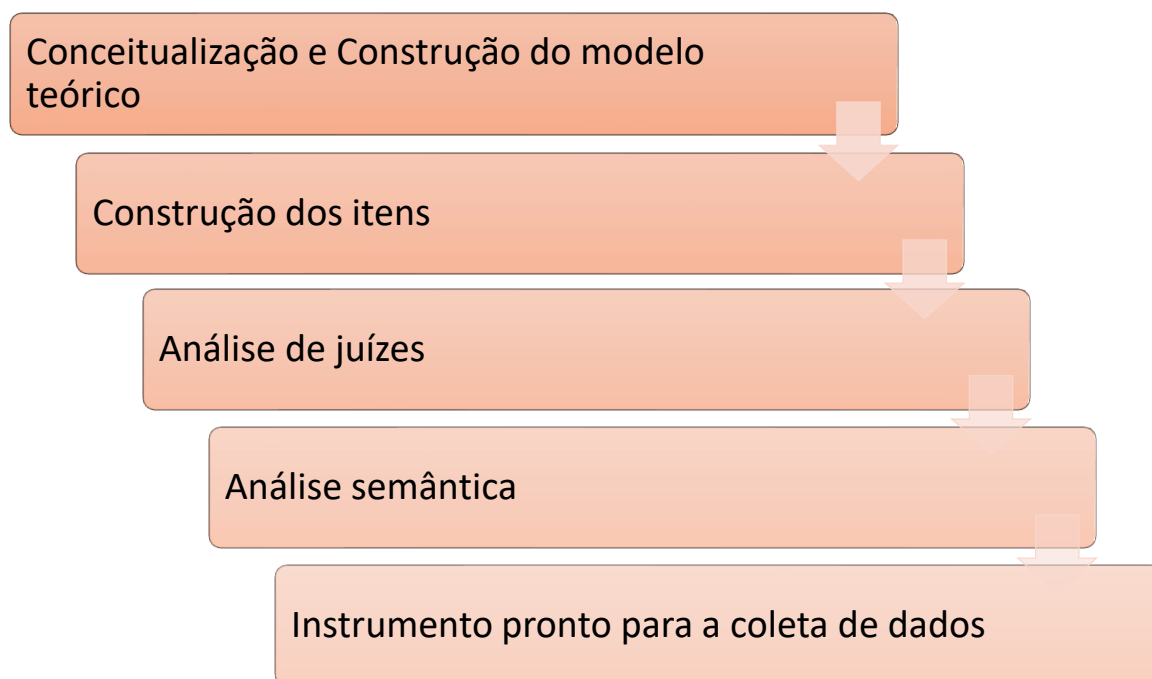 Conceitualização e Construção do modelo
teórico
Construção dos itens
Análise de juízes
Análise semântica
Instrumento pronto para a coleta de dados